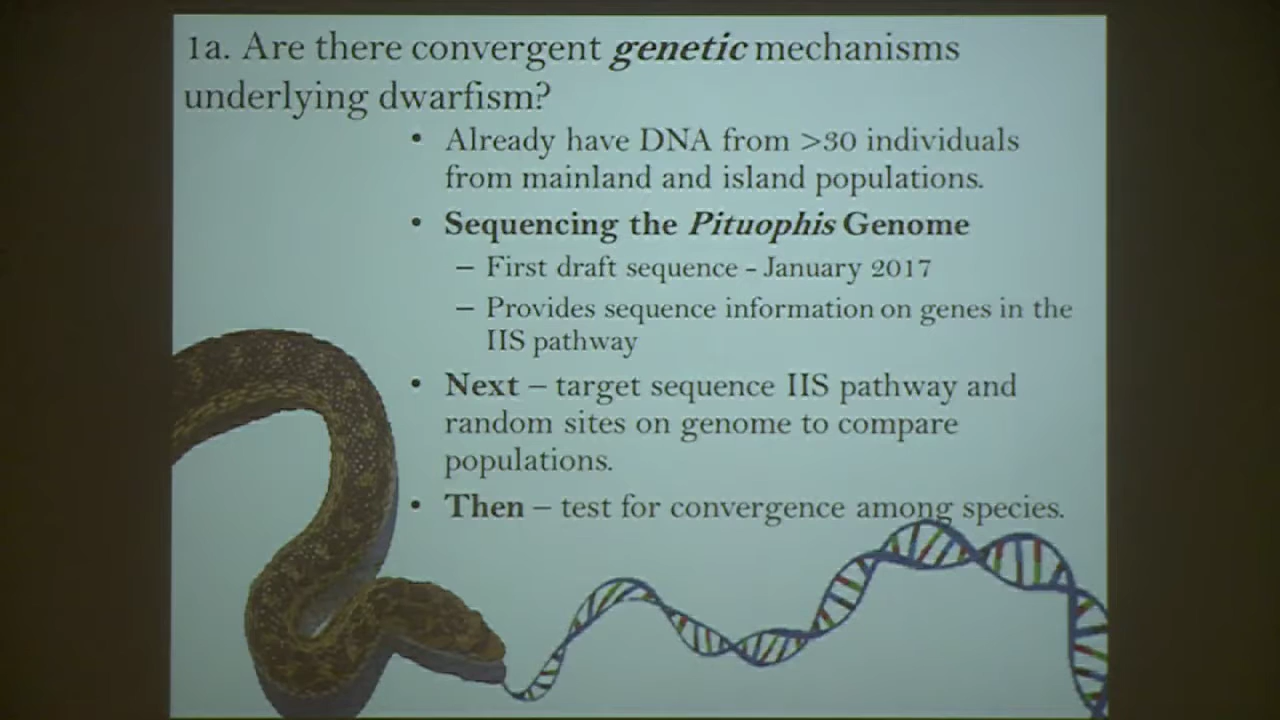 1a. Are there convergent genetic mechanisms
underlying dwarfism?
• Already have DNA from >30 individuals
from mainland and island populations.
• Sequencing the Pituophis Genome
– First draft sequence - January 2017
– Provides sequence information on genes in the
IIS pathway
• Next – target sequence IIS pathway and
random sites on genome to compare
populations.
• Then – test for convergence among species.